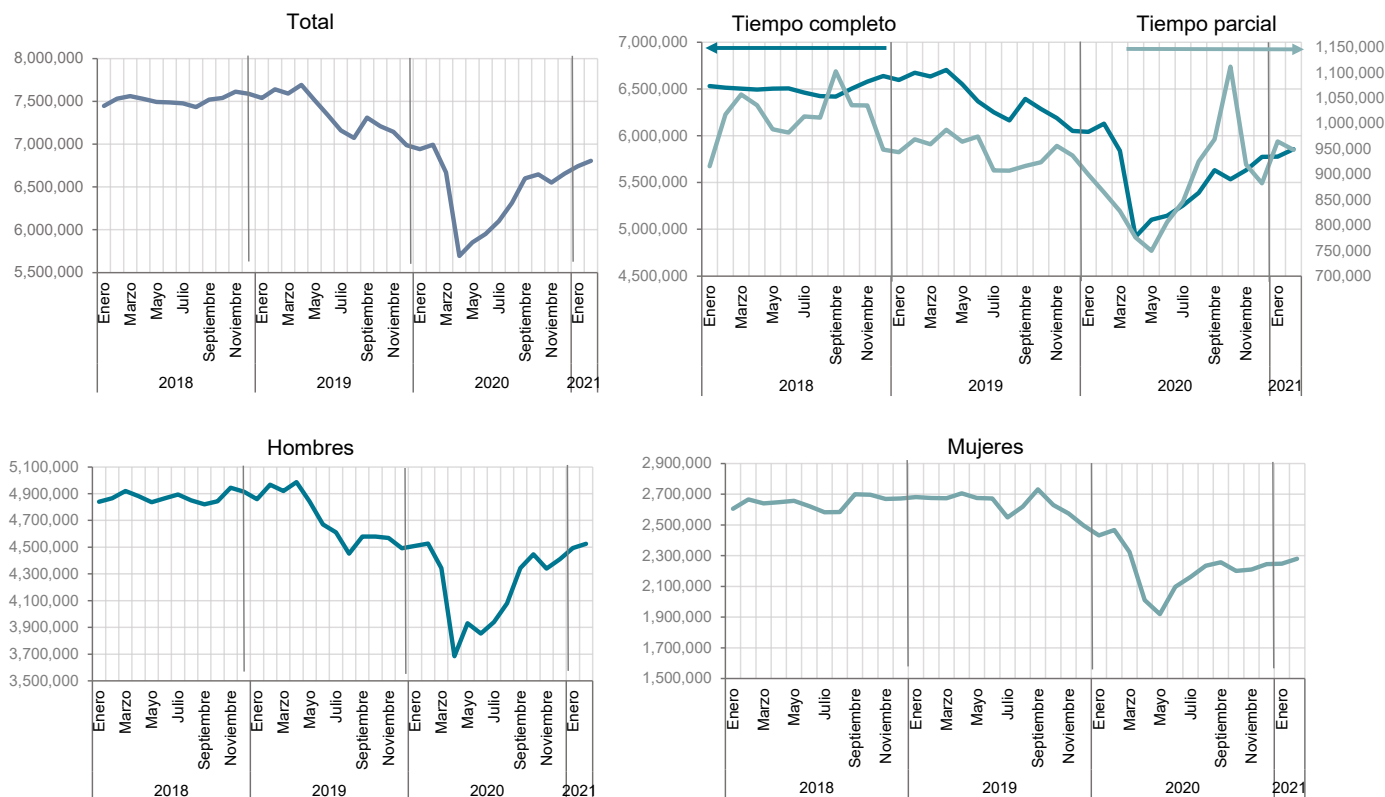 Total
8,000,000
7,500,000
7,000,000
6,500,000
6,000,000
5,500,000
Enero
Marzo
Mayo
Julio
Septiembre
Noviembre
Enero
Marzo
Mayo
Julio
Septiembre
Noviembre
Enero
Marzo
Mayo
Julio
Septiembre
Noviembre
Enero
2018 2019 2020 2021
Tiempo completo Tiempo parcial
7,000,000
6,500,000
6,000,000
5,500,000
5,000,000
4,500,000
1,150,000
1,100,000
1,050,000
1,000,000
950,000
900,000
850,000
800,000
750,000
700,000
Enero
Marzo
Mayo
Julio
Septiembre
Noviembre
Enero
Marzo
Mayo
Julio
Septiembre
Noviembre
Enero
Marzo
Mayo
Julio
Septiembre
Noviembre
Enero
2018 2019 2020 2021
Hombres
5,100,000
4,900,000
4,700,000
4,500,000
4,300,000
4,100,000
3,900,000
3,700,000
3,500,000
Enero
Marzo
Mayo
Julio
Septiembre
Noviembre
Enero
Marzo
Mayo
Julio
Septiembre
Noviembre
Enero
Marzo
Mayo
Julio
Septiembre
Noviembre
Enero
2018 2019 2020 2021
Mujeres
2,900,000
2,700,000
2,500,000
2,300,000
2,100,000
1,900,000
1,700,000
1,500,000
Enero
Marzo
Mayo
Julio
Septiembre
Noviembre
Enero
Marzo
Mayo
Julio
Septiembre
Noviembre
Enero
Marzo
Mayo
Julio
Septiembre
Noviembre
Enero
2018 2019 2020 2021